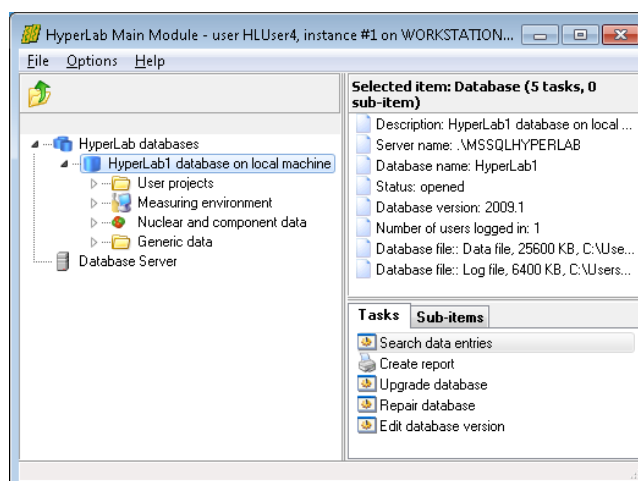 HyperLab Main Module - user HLUser4, instance #1 on WORKSTATION...
File Options Help
HyperLab databases
HyperLab1 database on local machine
User projects
Measuring environment
Nuclear and component data
Generic data
Database Server
Selected item: Database (5 tasks, 0
sub-item)
Description: HyperLab1 database on local ...
Server name: .\MSSQLHYPERLAB
Database name: HyperLab1
Status: opened
Database version: 2009.1
Number of users logged in: 1
Database file:: Data file, 25600 KB, C:\Use...
Database file:: Log file, 6400 KB, C:\Users...
Tasks Sub-items
Search data entries
Create report
Upgrade database
Repair database
Edit database version